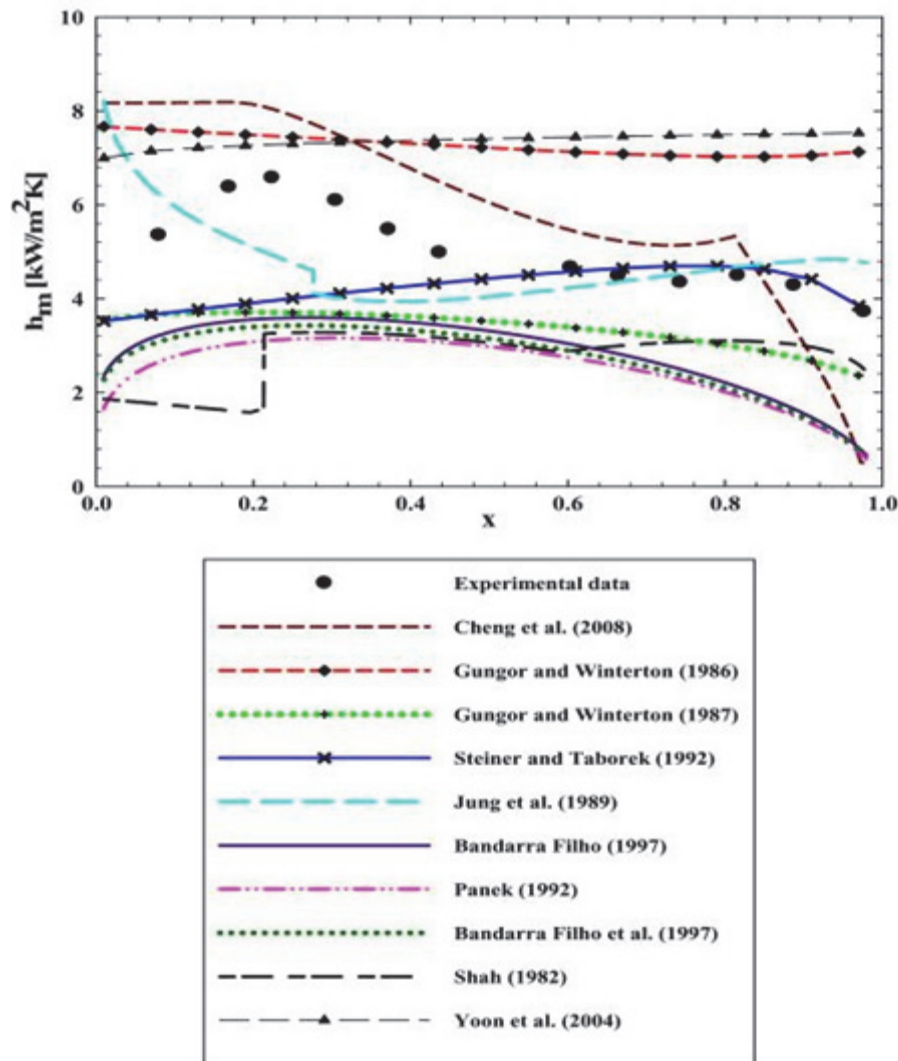 10
8
6
4
2
0
h_m [kW/m²K]
0.0 0.2 0.4 0.6 0.8 1.0
x
Experimental data
Cheng et al. (2008)
Gungor and Winterton (1986)
Gungor and Winterton (1987)
Steiner and Taborek (1992)
Jung et al. (1989)
Bandarra Filho (1997)
Panek (1992)
Bandarra Filho et al. (1997)
Shah (1982)
Yoon et al. (2004)